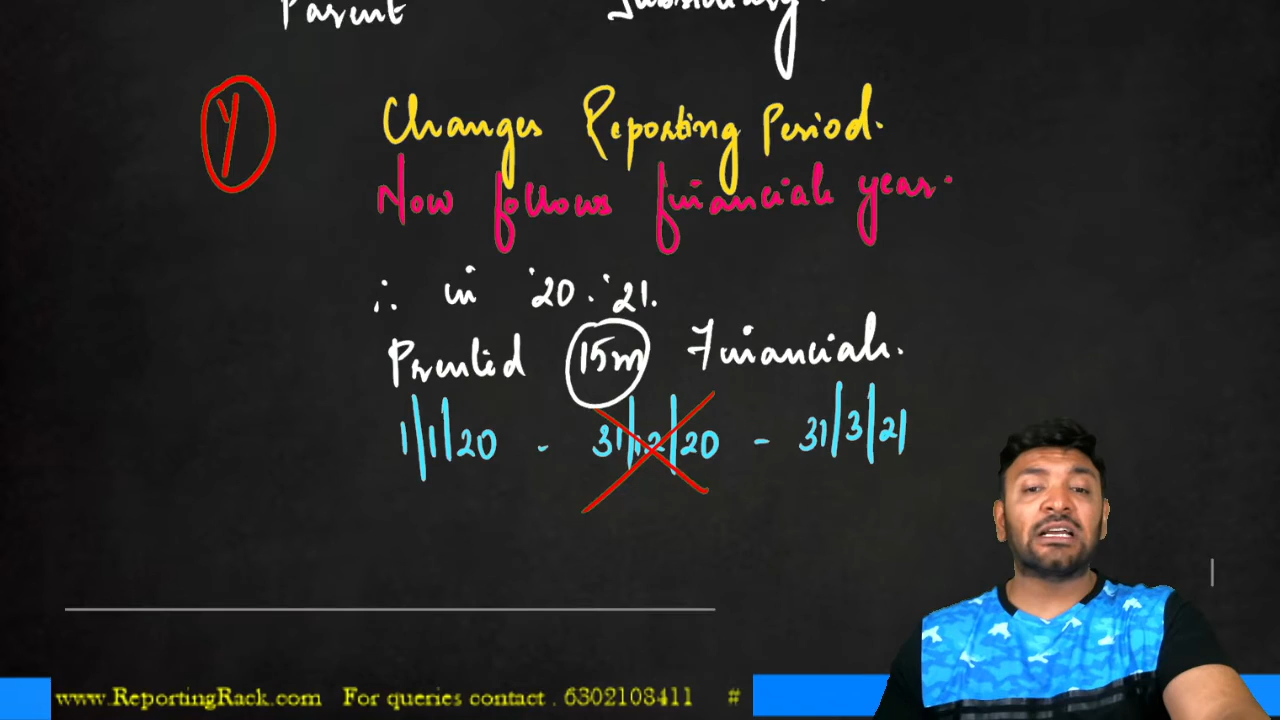 Parent Subsidiary.
Y Changes Reporting Period.
Now follows financial year.
∴ in '20-'21.
15m Financials.
1/1/20 - 31/12/20 - 31/3/21
www.ReportingRack.com For queries contact . 6302108411 #